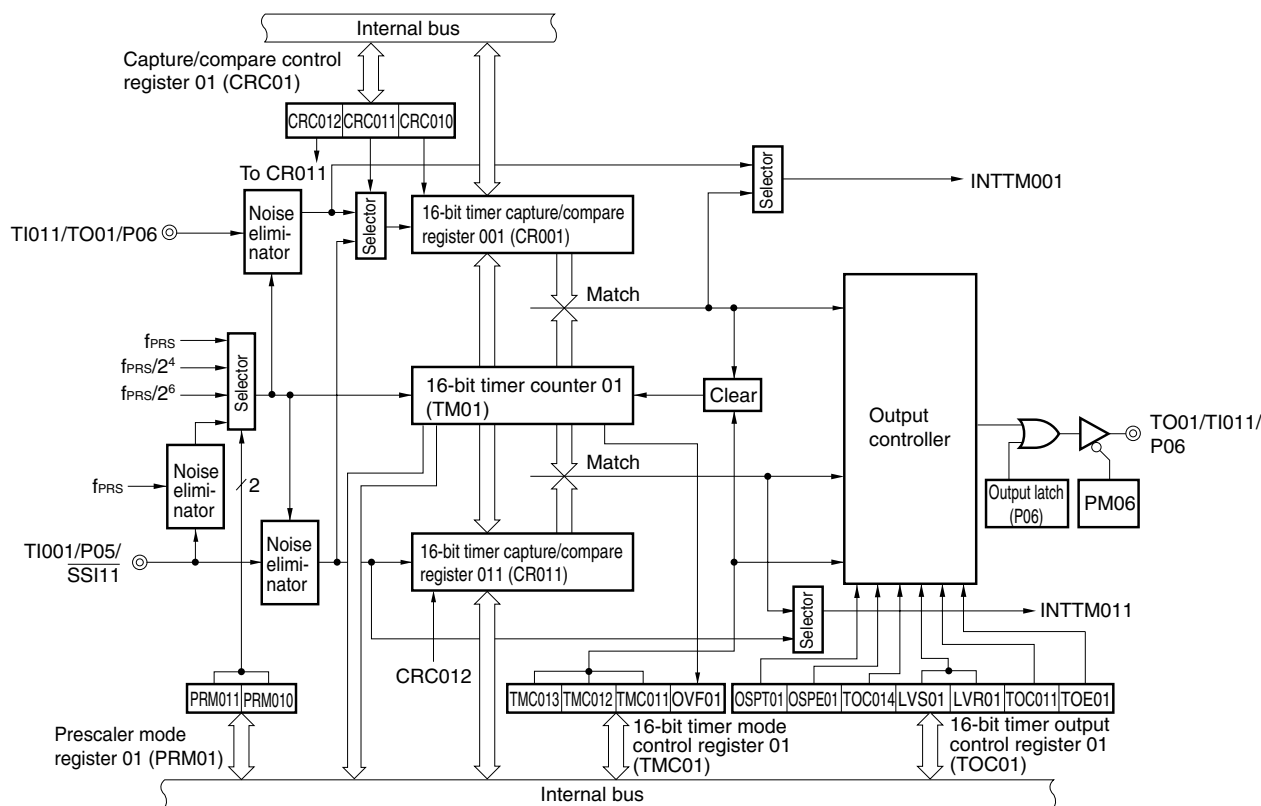 Internal bus
Capture/compare control
register 01 (CRC01)
CRC012 CRC011 CRC010
To CR011
Selector
INTTM001
TI011/TO01/P06
Noise
elimi-
nator
Selector
16-bit timer capture/compare
register 001 (CR001)
Match
fPRS
fPRS/2⁴
fPRS/2⁶
Selector
16-bit timer counter 01
(TM01)
Clear
Output
controller
TO01/TI011/
P06
fPRS
Noise
elimi-
nator
2
Match
Output latch
(P06)
PM06
TI001/P05/
SSI11
Noise
elimi-
nator
16-bit timer capture/compare
register 011 (CR011)
Selector
INTTM011
CRC012
PRM011 PRM010
TMC013 TMC012 TMC011 OVF01
OSPT01 OSPE01 TOC014 LVS01 LVR01 TOC011 TOE01
Prescaler mode
register 01 (PRM01)
16-bit timer mode
control register 01
(TMC01)
16-bit timer output
control register 01
(TOC01)
Internal bus